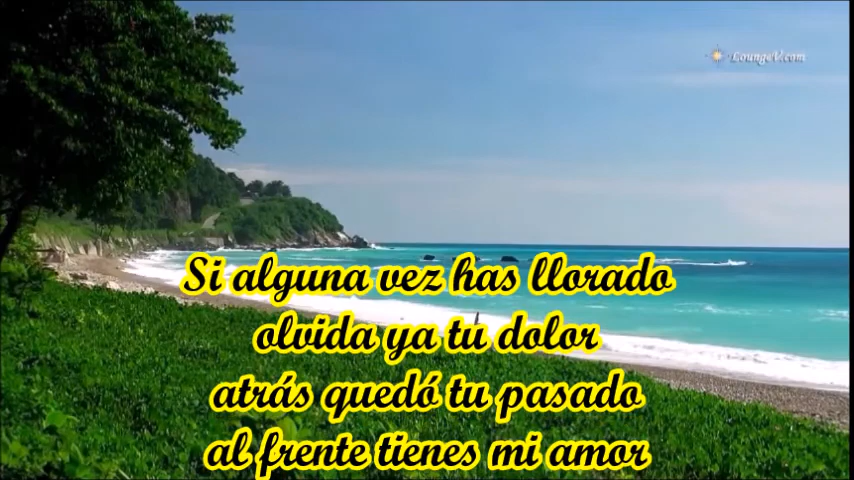 LoungeV.com
Si alguna vez has llorado
olvida ya tu dolor
atrás quedó tu pasado
al frente tienes mi amor